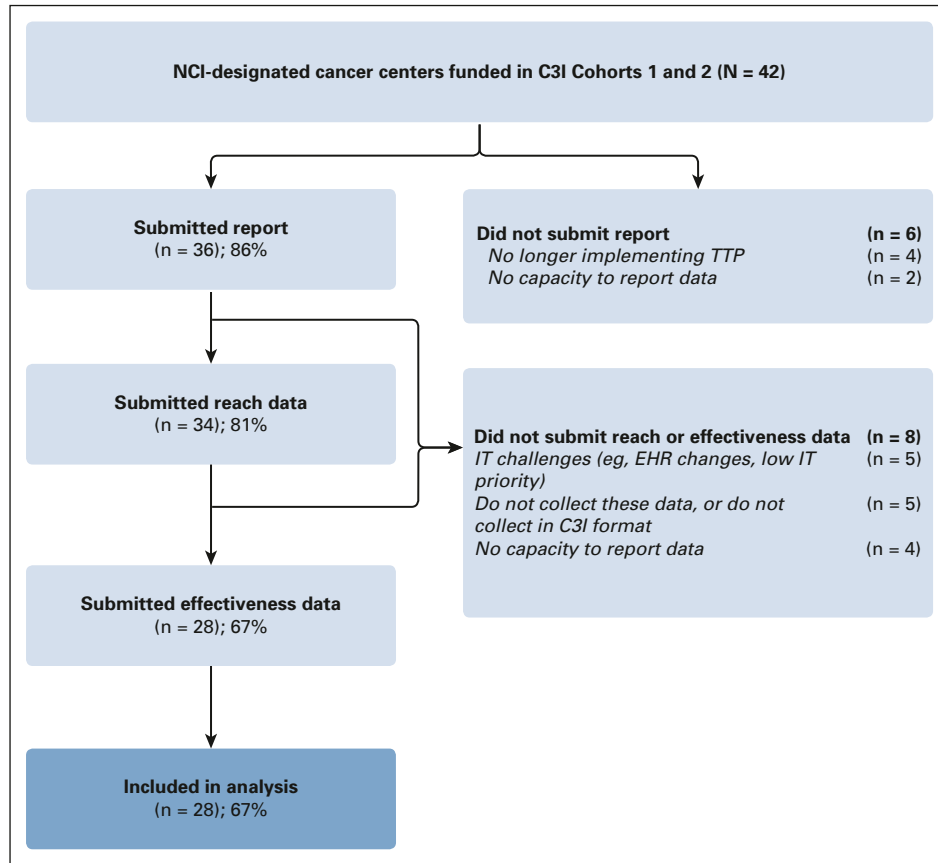 NCI-designated cancer centers funded in C3I Cohorts 1 and 2 (N = 42)
Submitted report
(n = 36); 86%
Did not submit report (n = 6)
No longer implementing TTP (n = 4)
No capacity to report data (n = 2)
Submitted reach data
(n = 34); 81%
Did not submit reach or effectiveness data (n = 8)
IT challenges (eg, EHR changes, low IT (n = 5)
priority)
Do not collect these data, or do not (n = 5)
collect in C3I format
No capacity to report data (n = 4)
Submitted effectiveness data
(n = 28); 67%
Included in analysis
(n = 28); 67%